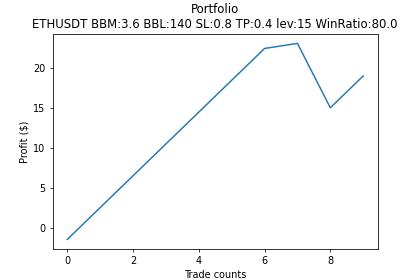 Portfolio
ETHUSDT BBM:3.6 BBL:140 SL:0.8 TP:0.4 lev:15 WinRatio:80.0
20
15
10
5
0
Profit ($)
0 2 4 6 8
Trade counts